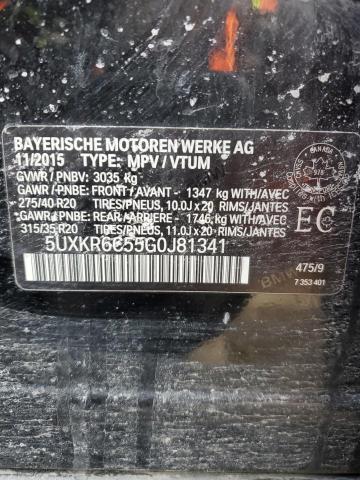 BAYERISCHE MOTOREN WERKE AG
11/2015 TYPE: MPV / VTUM
GVWR / PNBV: 3035 Kg
GAWR / PNBE: FRONT / AVANT - 1347 kg WITH/AVEC
275/40 R20 TIRES/PNEUS, 10.0J x 20 RIMS/JANTES
GAWR / PNBE: REAR / ARRIERE - 1746 kg WITH/AVEC
315/35 R20 TIRES/PNEUS, 11.0J x 20 RIMS/JANTES
EC
5UXKR6C55G0J81341
475/9
7 353 401
CANADA